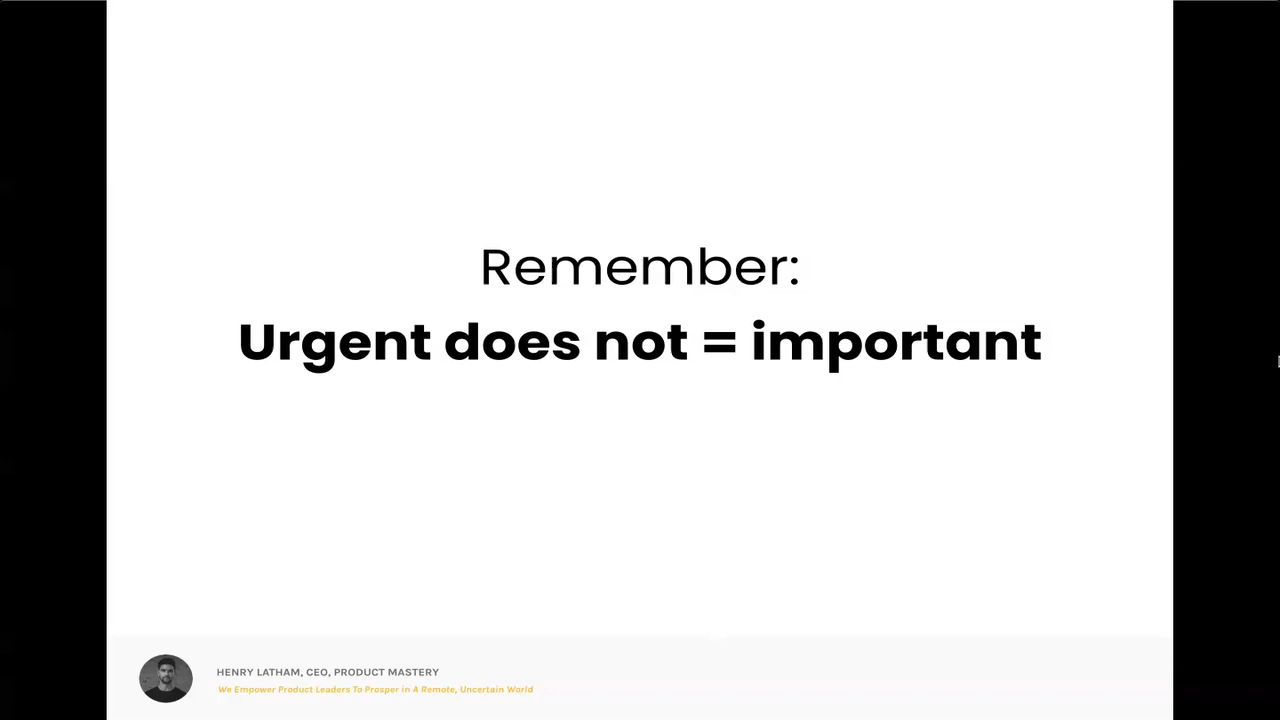 Remember:
Urgent does not = important
HENRY LATHAM, CEO, PRODUCT MASTERY
We Empower Product Leaders To Prosper in A Remote, Uncertain World